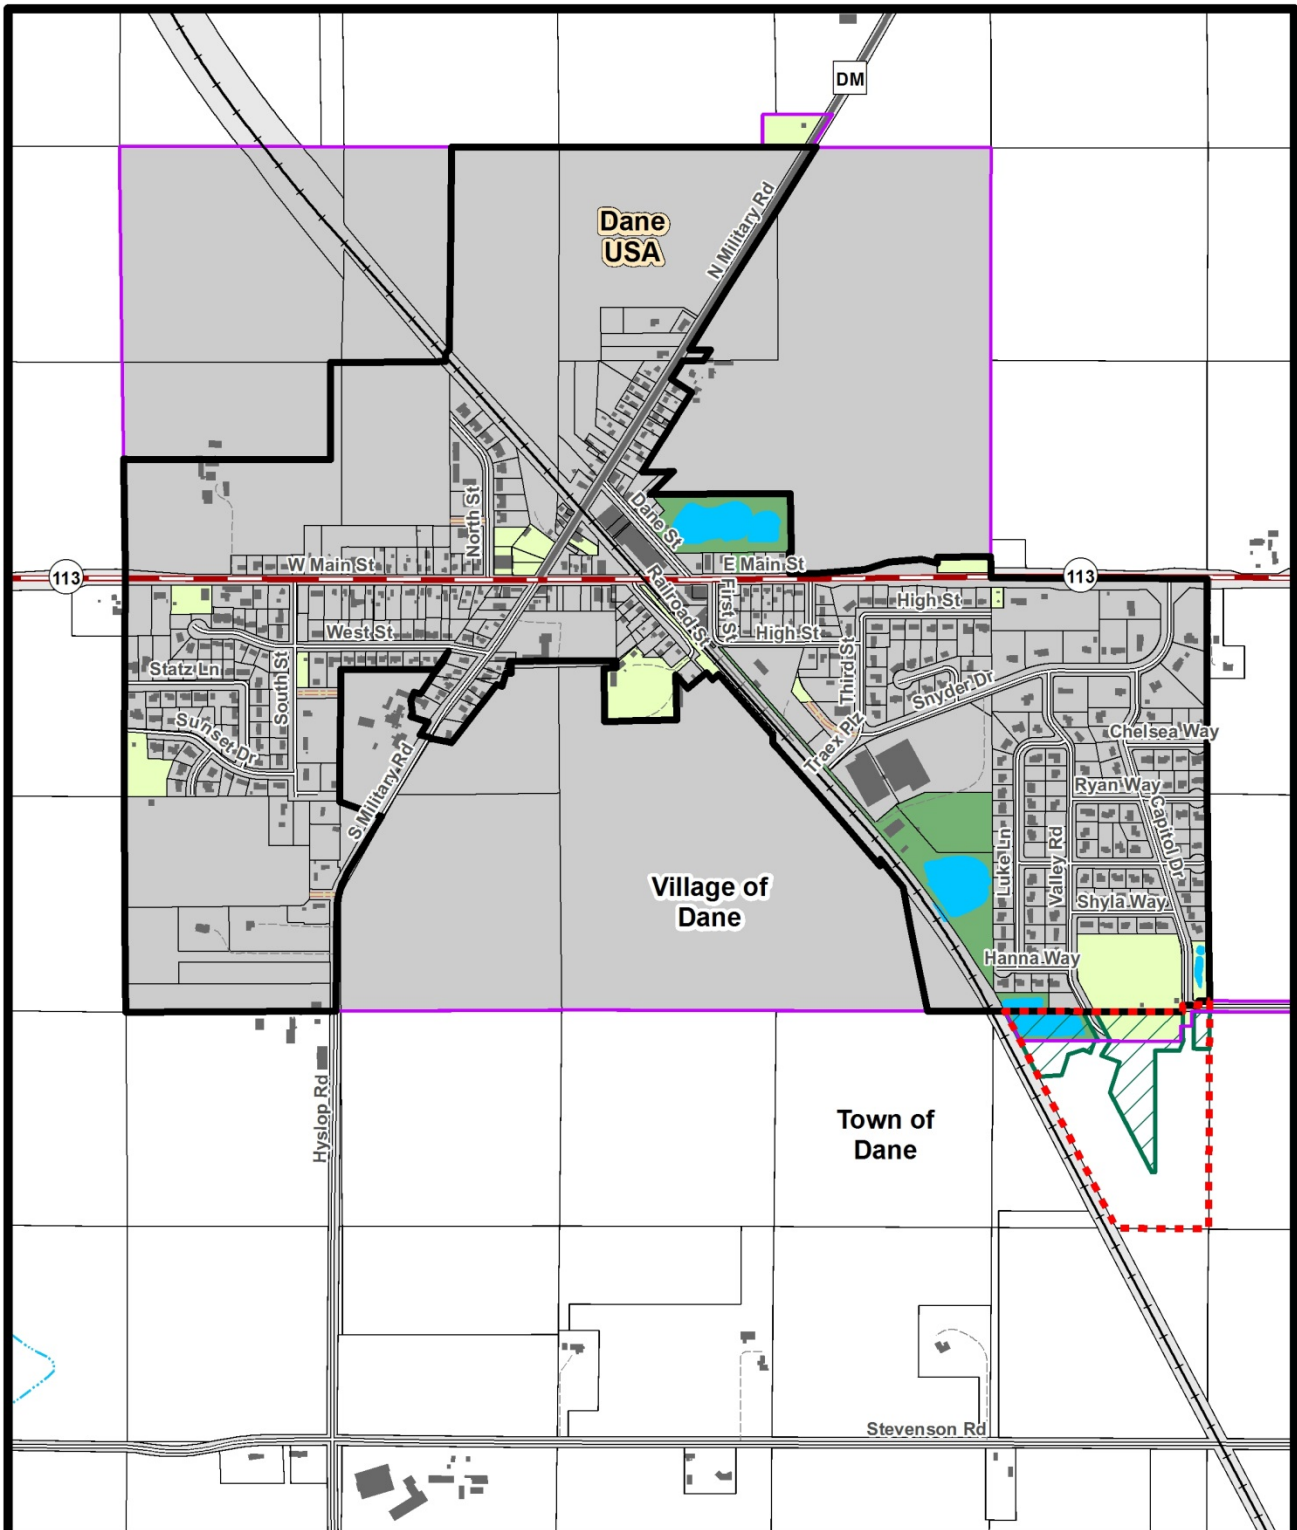 DM
Dane
USA
N Military Rd
North St
Dane St
W Main St
E Main St
113
113
Railroad St
First St
High St
High St
West St
Statz Ln
South St
Third St
Snyder Dr
Sunset Dr
Traex Plz
Chelsea Way
S Military Rd
Ryan Way
Capitol Dr
Luke Ln
Valley Rd
Village of
Dane
Shyla Way
Hanna Way
Hyslop Rd
Town of
Dane
Stevenson Rd